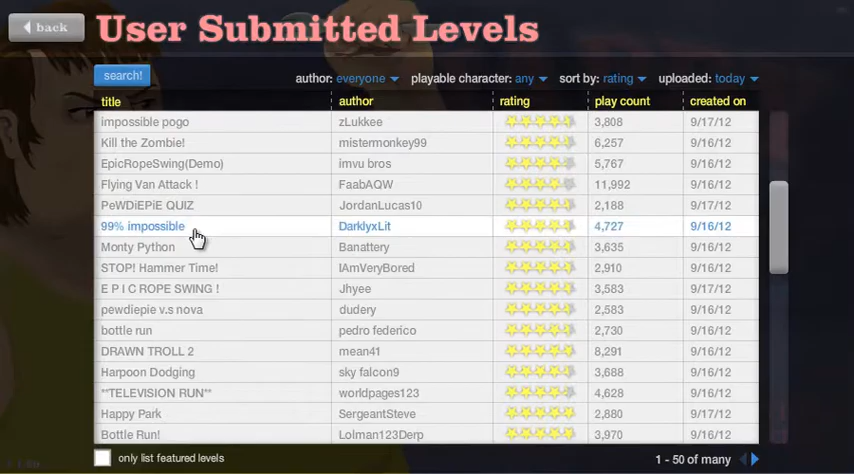 back User Submitted Levels
search! author: everyone playable character: any sort by: rating uploaded: today
title author rating play count created on
impossible pogo zLukkee 3,808 9/17/12
Kill the Zombie! mistermonkey99 6,257 9/16/12
EpicRopeSwing(Demo) imvu bros 5,767 9/16/12
Flying Van Attack ! FaabAQW 11,992 9/16/12
PeWDiEPiE QUIZ JordanLucas10 2,188 9/16/12
99% impossible DarklyxLit 4,727 9/16/12
Monty Python Banattery 3,635 9/16/12
STOP! Hammer Time! IAmVeryBored 2,910 9/16/12
E P I C ROPE SWING ! Jhyee 3,583 9/17/12
pewdiepie v.s nova dudery 2,583 9/16/12
bottle run pedro federico 2,730 9/16/12
DRAWN TROLL 2 mean41 8,291 9/16/12
Harpoon Dodging sky falcon9 3,688 9/16/12
**TELEVISION RUN** worldpages123 4,628 9/16/12
Happy Park SergeantSteve 2,880 9/17/12
Bottle Run! Lolman123Derp 3,970 9/16/12
only list featured levels 1 - 50 of many